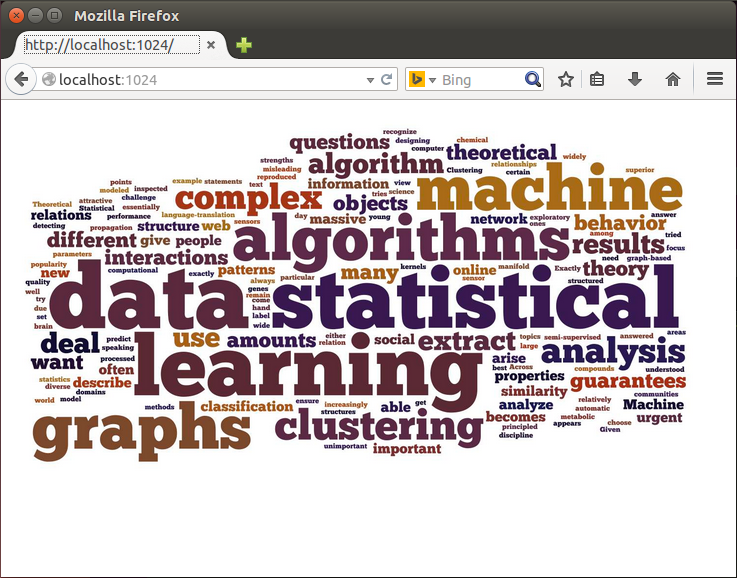 Mozilla Firefox
http://localhost:1024/
localhost:1024
Bing
recognize
questions designing chemical
computer theoretical widely
strengths algorithm relationships
misleading Clustering certain
reproduced
points example statements text information view machine superior
modeled inspected
attractive challenge complex tries science
Theoretical Statistical essentially objects
relations performance language-translation day massive young network exploratory behavior answer
detecting propagation structure web sensors ones
different give people algorithms results among tried
parameters interactions need graph-based focus
popularity new computational exactly patterns particular many kernels online manifold Exactly theory
quality always sensor structured
well data genes statistical
try remain
due come
set hand
brain label
deal predict use amounts wide either social extract topics semi-supervised answered areas
speaking relation large analysis
want processed learning arise
often best Across compounds understood
statistics describe properties guarantees
diverse domains similarity communities
world model methods classification ensure increasingly able get analyze relatively Machine
structures automatic
graphs clustering becomes metabolic urgent
principled appears choose
discipline Given
unimportant important